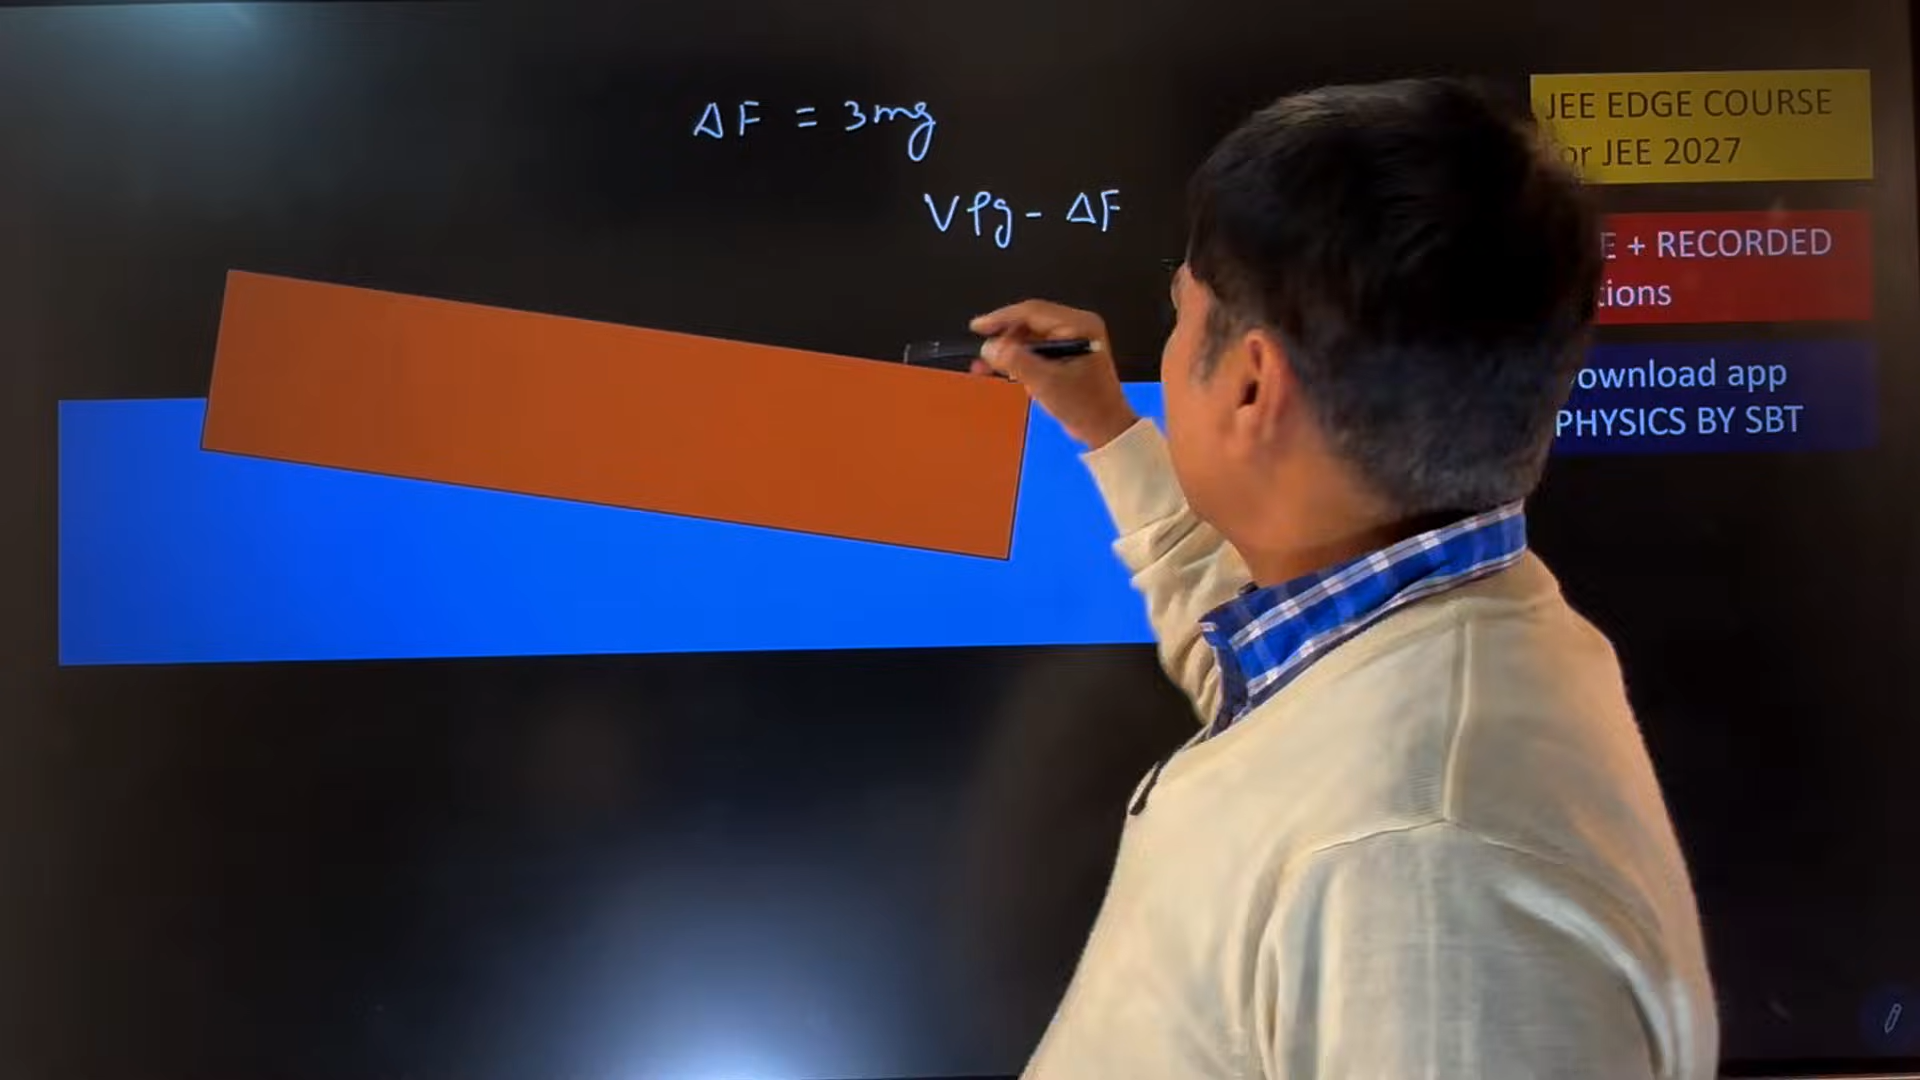 ΔF = 3mg
Vρg - ΔF
JEE EDGE COURSE
or JEE 2027
E + RECORDED
tions
ownload app
PHYSICS BY SBT